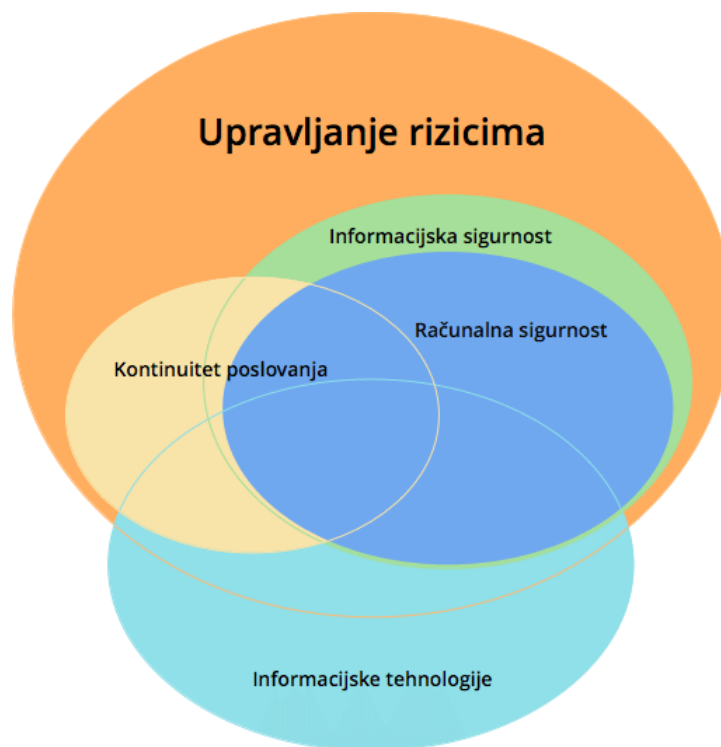 Upravljanje rizicima
Informacijska sigurnost
Računalna sigurnost
Kontinuitet poslovanja
Informacijske tehnologije